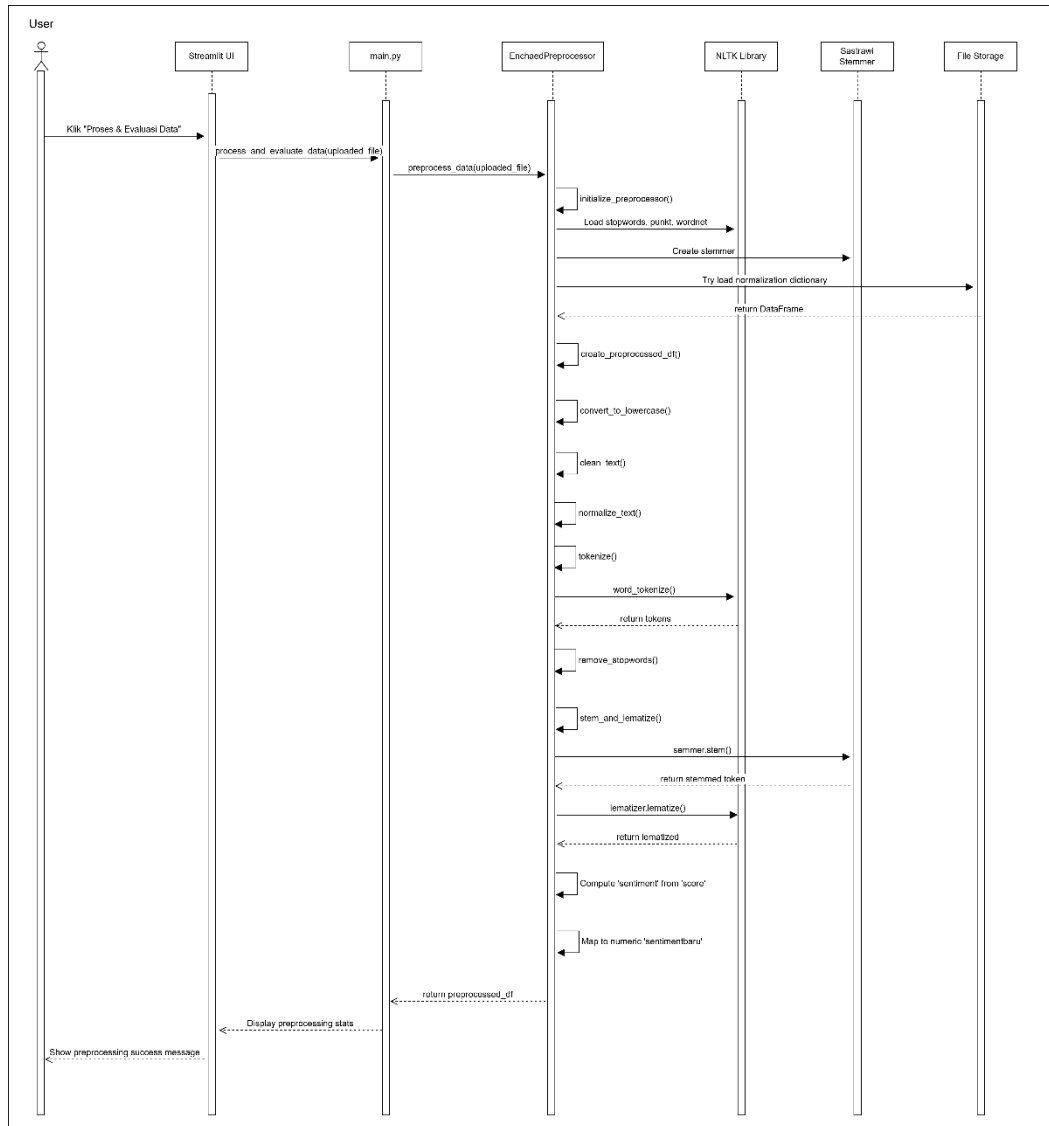 User
Streamlit UI
main.py
EnchaedPreprocessor
NLTK Library
Sastrawi
Stemmer
File Storage
Klik "Proses & Evaluasi Data"
process_and_evaluate_data(uploaded_file)
preprocess_data(uploaded_file)
initialize_preprocessor()
Load stopwords, punkt, wordnet
Create stemmer
Try load normalization dictionary
return DataFrame
create_preprocessed_df()
convert_to_lowercase()
clean_text()
normalize_text()
tokenize()
word_tokenize()
return tokens
remove_stopwords()
stem_and_lematize()
semmer.stem()
return stemmed token
lematizer.lematize()
return lematized
Compute 'sentiment' from 'score'
Map to numeric 'sentimentbaru'
return preprocessed_df
Display preprocessing stats
Show preprocessing success message